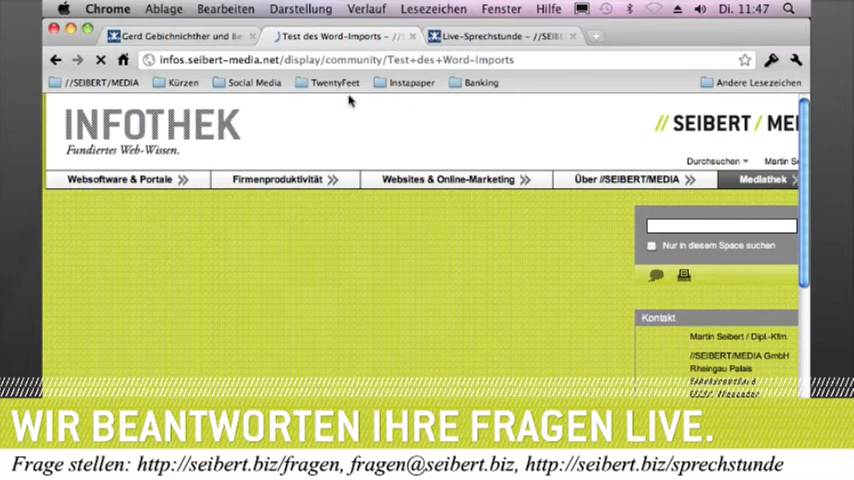 Chrome Ablage Bearbeiten Darstellung Verlauf Lesezeichen Fenster Hilfe Di. 11:47
Gerd Gebichnichther und Be Test des Word-Imports – //S Live-Sprechstunde – //SEIB
infos.seibert-media.net/display/community/Test+des+Word-Imports
//SEIBERT/MEDIA Kürzen Social Media TwentyFeet Instapaper Banking Andere Lesezeichen
INFOTHEK
Fundiertes Web-Wissen.
// SEIBERT / ME
Durchsuchen Martin Se
Websoftware & Portale Firmenproduktivität Websites & Online-Marketing Über //SEIBERT/MEDIA Mediathek
Nur in diesem Space suchen
Kontakt
Martin Seibert / Dipl.-Kfm.
//SEIBERT/MEDIA GmbH
Rheingau Palais
WIR BEANTWORTEN IHRE FRAGEN LIVE.
Frage stellen: http://seibert.biz/fragen, fragen@seibert.biz, http://seibert.biz/sprechstunde